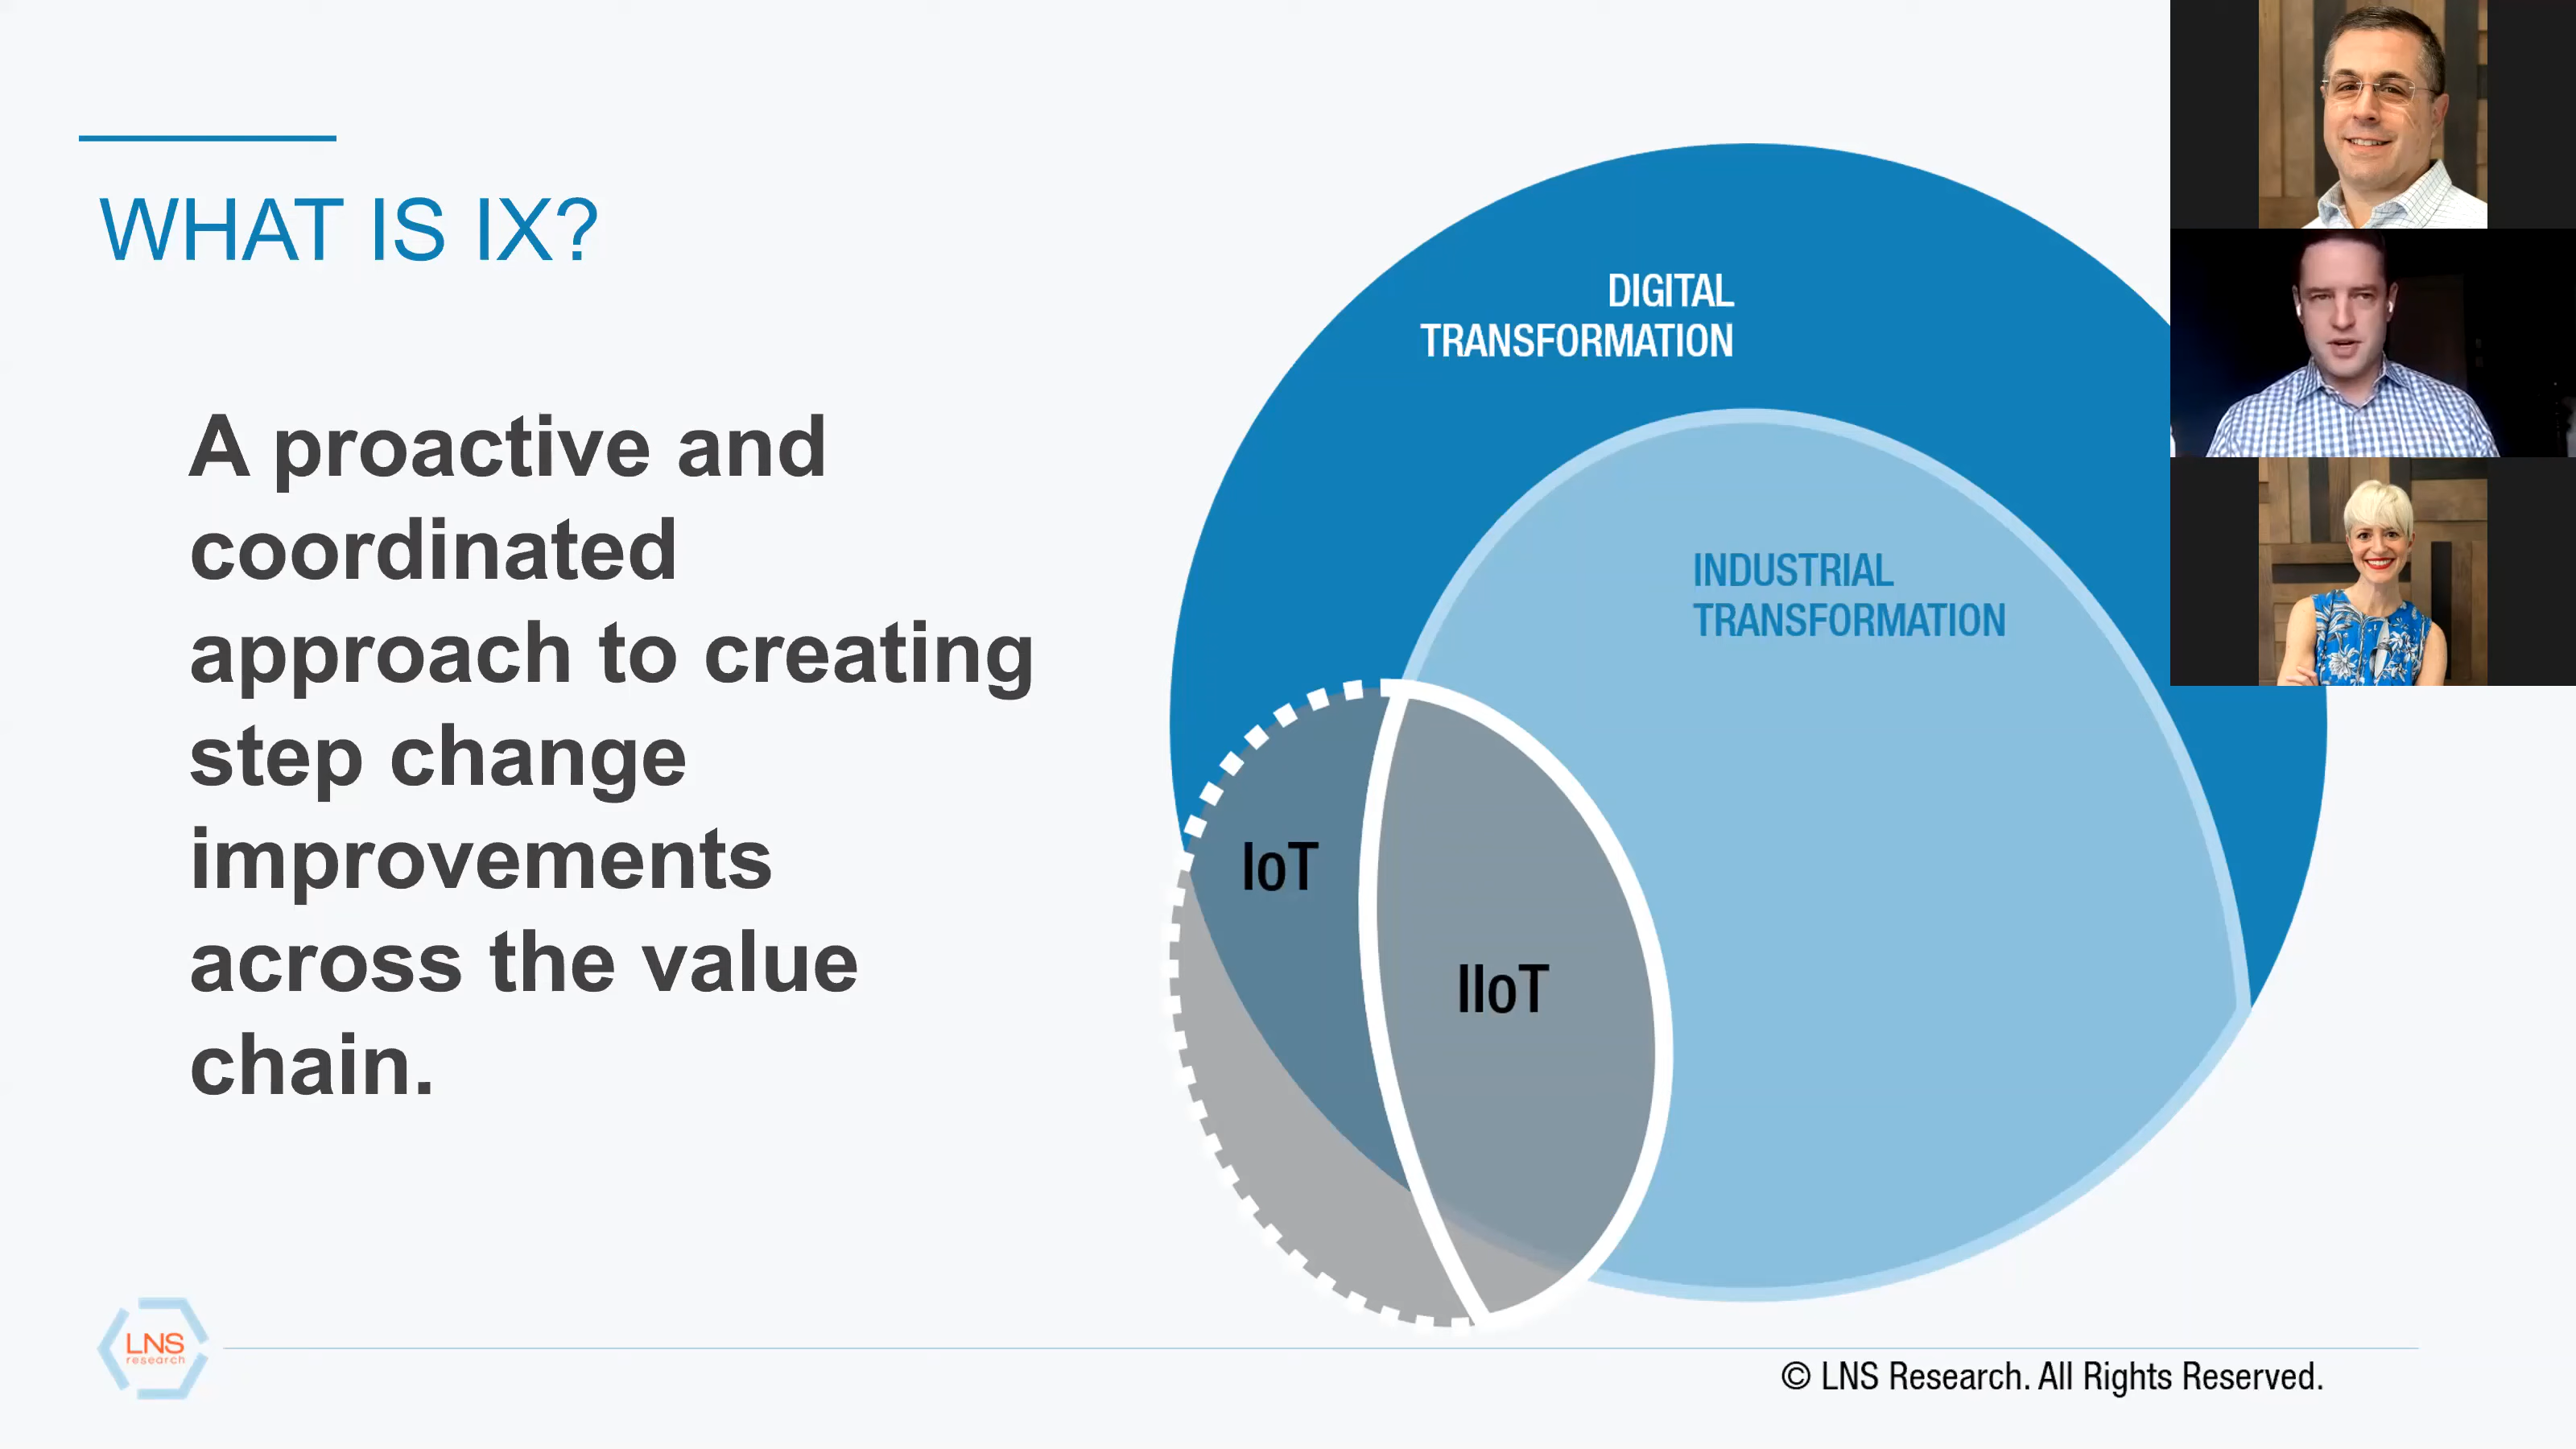 WHAT IS IX?
A proactive and
coordinated
approach to creating
step change
improvements
across the value
chain.
DIGITAL
TRANSFORMATION
INDUSTRIAL
TRANSFORMATION
IoT
IIoT
LNS
research
© LNS Research. All Rights Reserved.